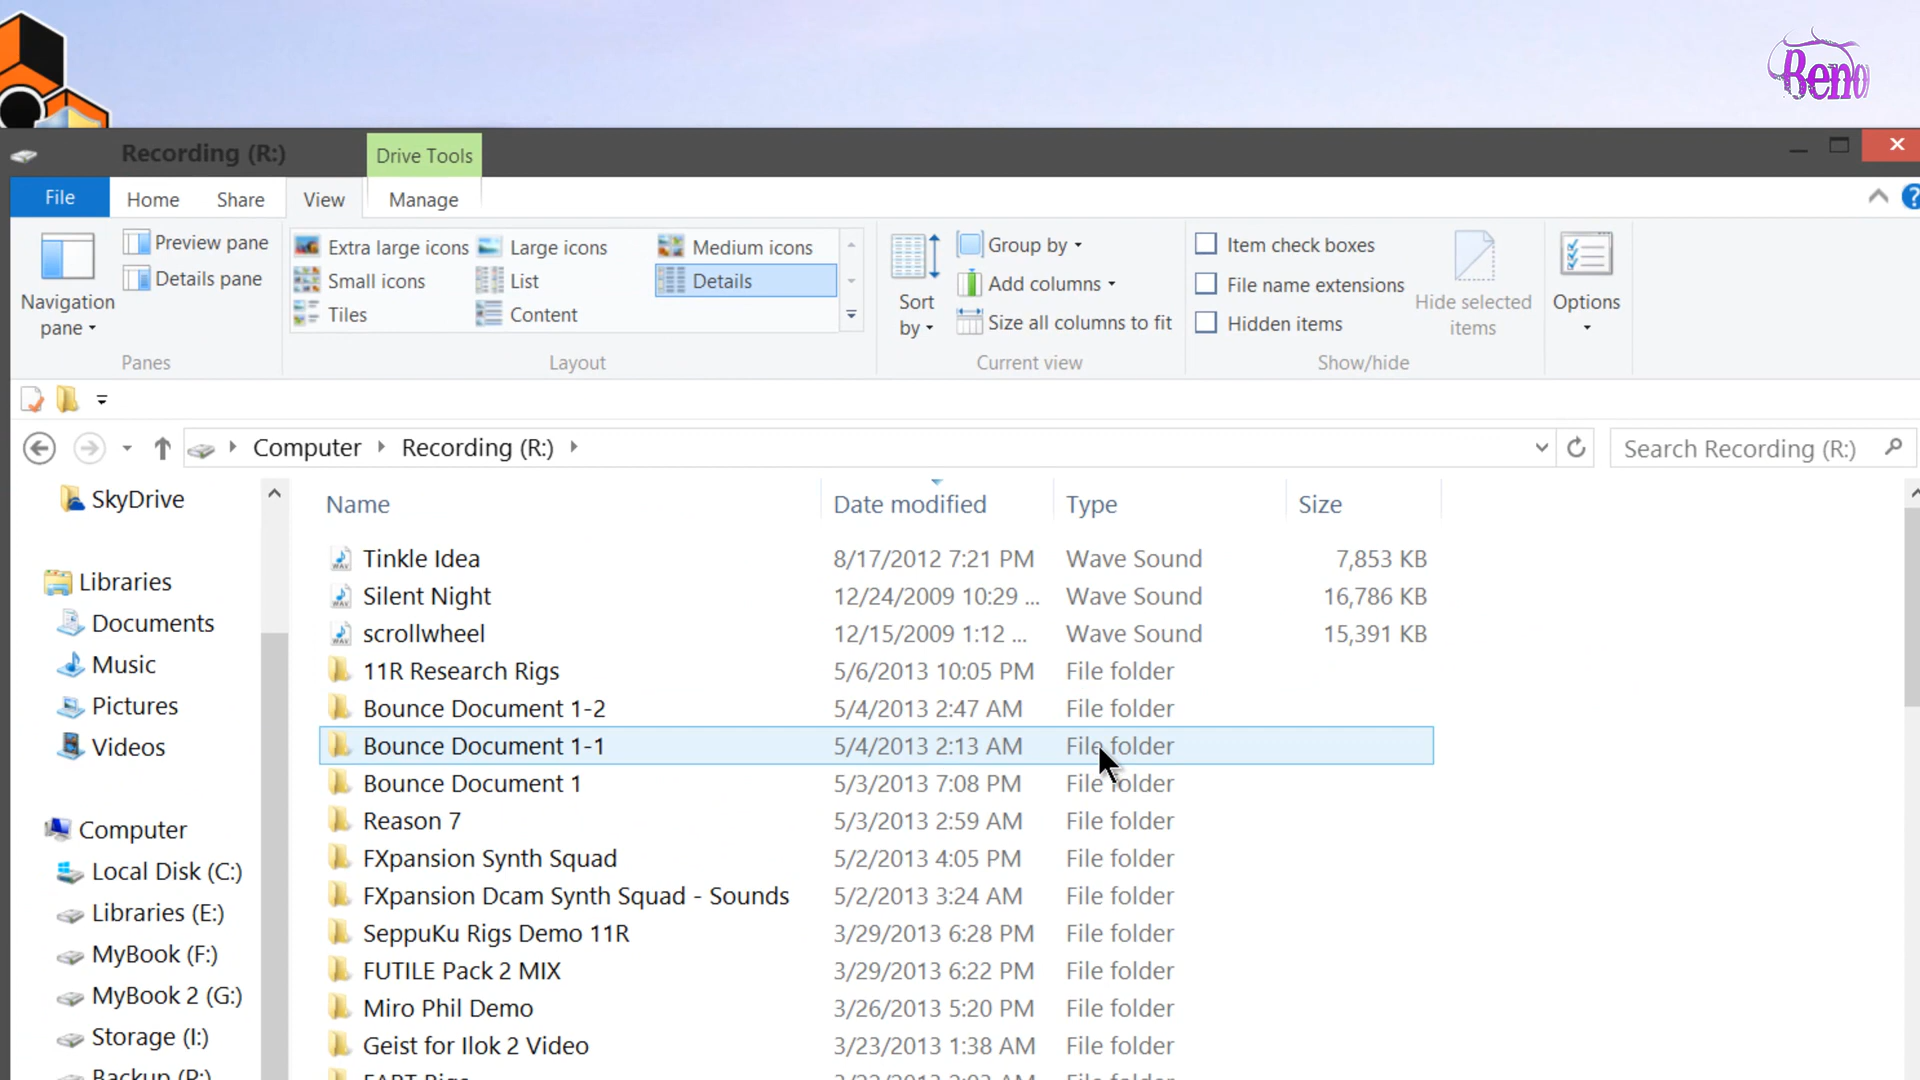 Beno
Recording (R:)
Drive Tools
File
Home
Share
View
Manage
Navigation pane
Preview pane
Details pane
Panes
Extra large icons
Large icons
Medium icons
Small icons
List
Details
Tiles
Content
Layout
Sort by
Group by
Add columns
Size all columns to fit
Current view
Item check boxes
File name extensions
Hidden items
Hide selected items
Show/hide
Options
Computer
Recording (R:)
Search Recording (R:)
SkyDrive
Libraries
Documents
Music
Pictures
Videos
Computer
Local Disk (C:)
Libraries (E:)
MyBook (F:)
MyBook 2 (G:)
Storage (I:)
Backup (P:)
Name Date modified Type Size
Tinkle Idea 8/17/2012 7:21 PM Wave Sound 7,853 KB
Silent Night 12/24/2009 10:29 ... Wave Sound 16,786 KB
scrollwheel 12/15/2009 1:12 ... Wave Sound 15,391 KB
11R Research Rigs 5/6/2013 10:05 PM File folder
Bounce Document 1-2 5/4/2013 2:47 AM File folder
Bounce Document 1-1 5/4/2013 2:13 AM File folder
Bounce Document 1 5/3/2013 7:08 PM File folder
Reason 7 5/3/2013 2:59 AM File folder
FXpansion Synth Squad 5/2/2013 4:05 PM File folder
FXpansion Dcam Synth Squad - Sounds 5/2/2013 3:24 AM File folder
SeppuKu Rigs Demo 11R 3/29/2013 6:28 PM File folder
FUTILE Pack 2 MIX 3/29/2013 6:22 PM File folder
Miro Phil Demo 3/26/2013 5:20 PM File folder
Geist for Ilok 2 Video 3/23/2013 1:38 AM File folder